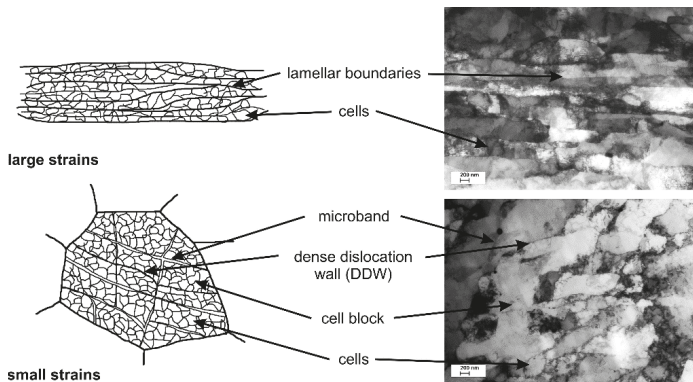 lamellar boundaries
cells
large strains
200 nm
microband
dense dislocation
wall (DDW)
cell block
cells
small strains
200 nm